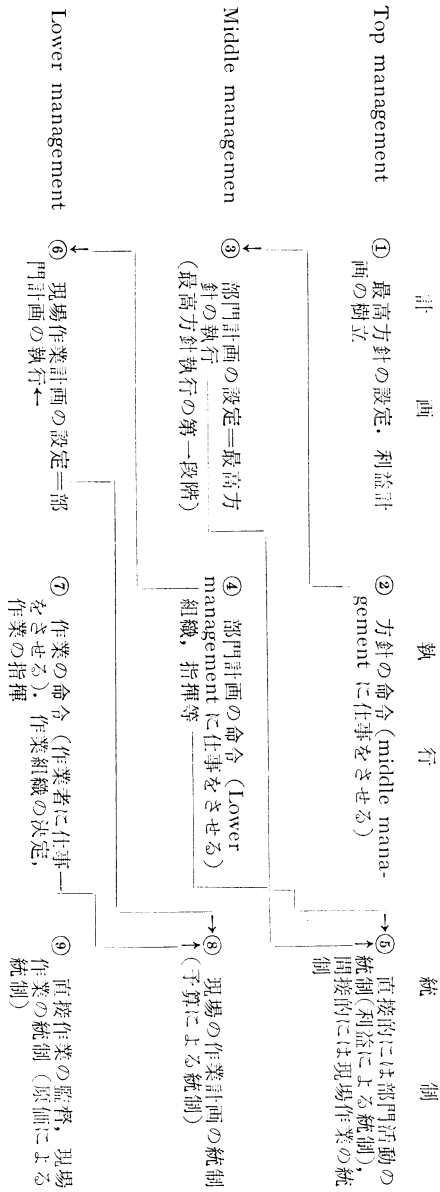 計画
執行
統制
Top management
① 最高方針の設定．利益計
画の樹立
② 方針の命令（middle mana-
gement に仕事をさせる）
⑤ 直接的には部門活動の
統制（利益による統制），
間接的には現場作業の統
制
Middle managemen
③ 部門計画の設定＝最高方
針の執行
（最高方針執行の第一段階）
④ 部門計画の命令（Lower
management に仕事をさせる）
組織，指揮等
⑧ 現場の作業計画の統制
（予算による統制）
Lower management
⑥ 現場作業計画の設定＝部
門計画の執行
⑦ 作業の命令（作業者に仕事
をさせる）．作業組織の決定，
作業の指揮
⑨ 直接作業の監督，現場
作業の統制（原価による
統制）